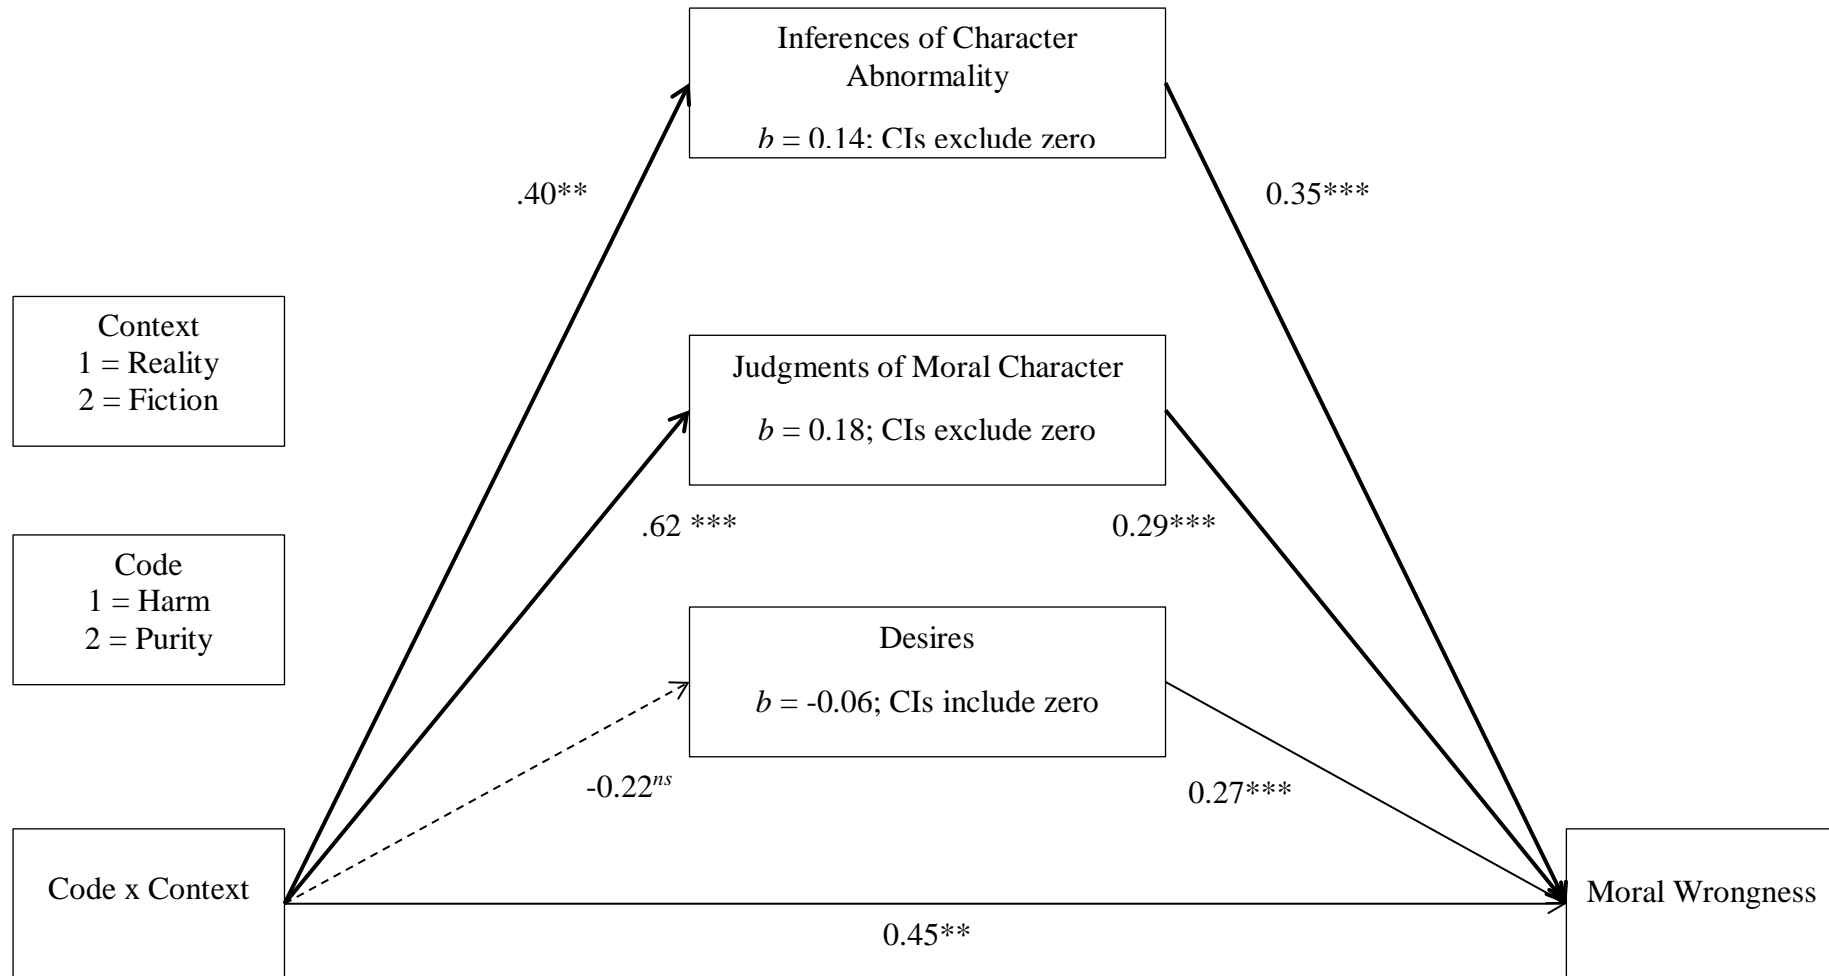 Inferences of Character
Abnormality
b = 0.14; CIs exclude zero
.40**
0.35***
Context
1 = Reality
2 = Fiction
Judgments of Moral Character
b = 0.18; CIs exclude zero
.62 ***
0.29***
Code
1 = Harm
2 = Purity
Desires
b = -0.06; CIs include zero
-0.22ns
0.27***
Code x Context
0.45**
Moral Wrongness